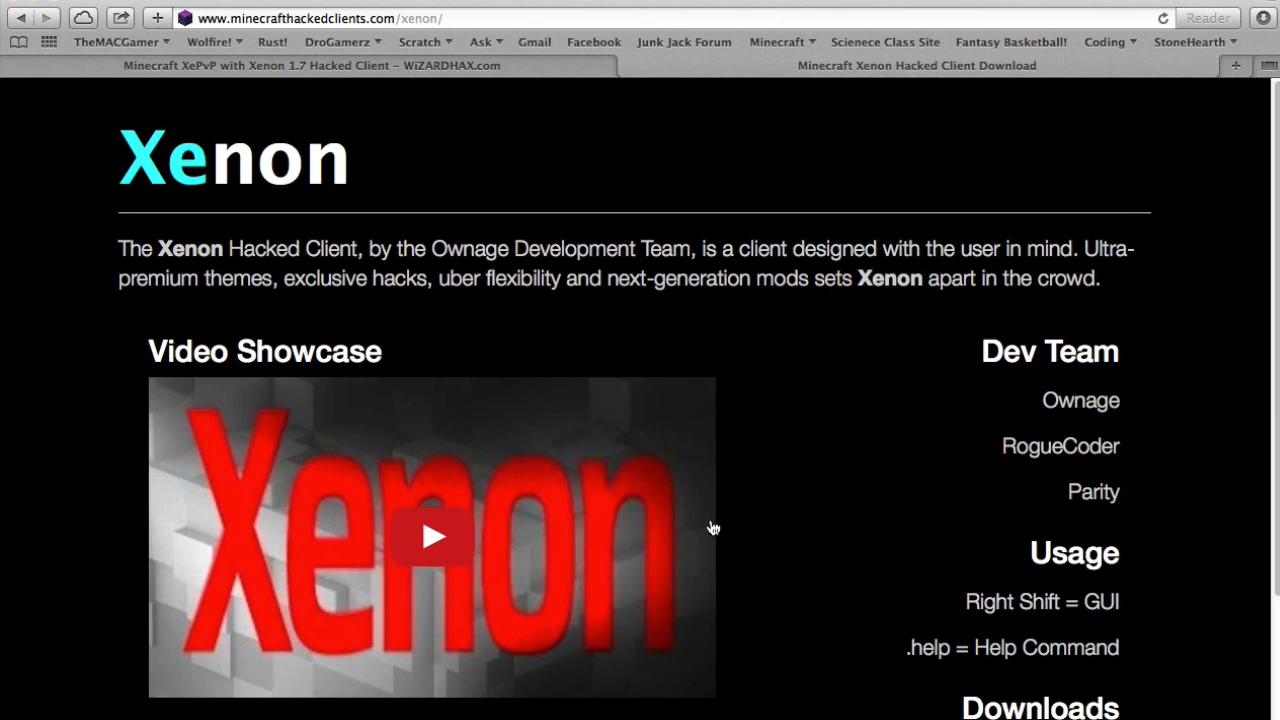 www.minecrafthackedclients.com/xenon/
Reader
TheMACGamer Wolfire! Rust! DroGamerz Scratch Ask Gmail Facebook Junk Jack Forum Minecraft Scienece Class Site Fantasy Basketball! Coding StoneHearth
Minecraft XePvP with Xenon 1.7 Hacked Client – WiZARDHAX.com
Minecraft Xenon Hacked Client Download
Xenon
The Xenon Hacked Client, by the Ownage Development Team, is a client designed with the user in mind. Ultra-
premium themes, exclusive hacks, uber flexibility and next-generation mods sets Xenon apart in the crowd.
Video Showcase
Xenon
Dev Team
Ownage
RogueCoder
Parity
Usage
Right Shift = GUI
.help = Help Command
Downloads